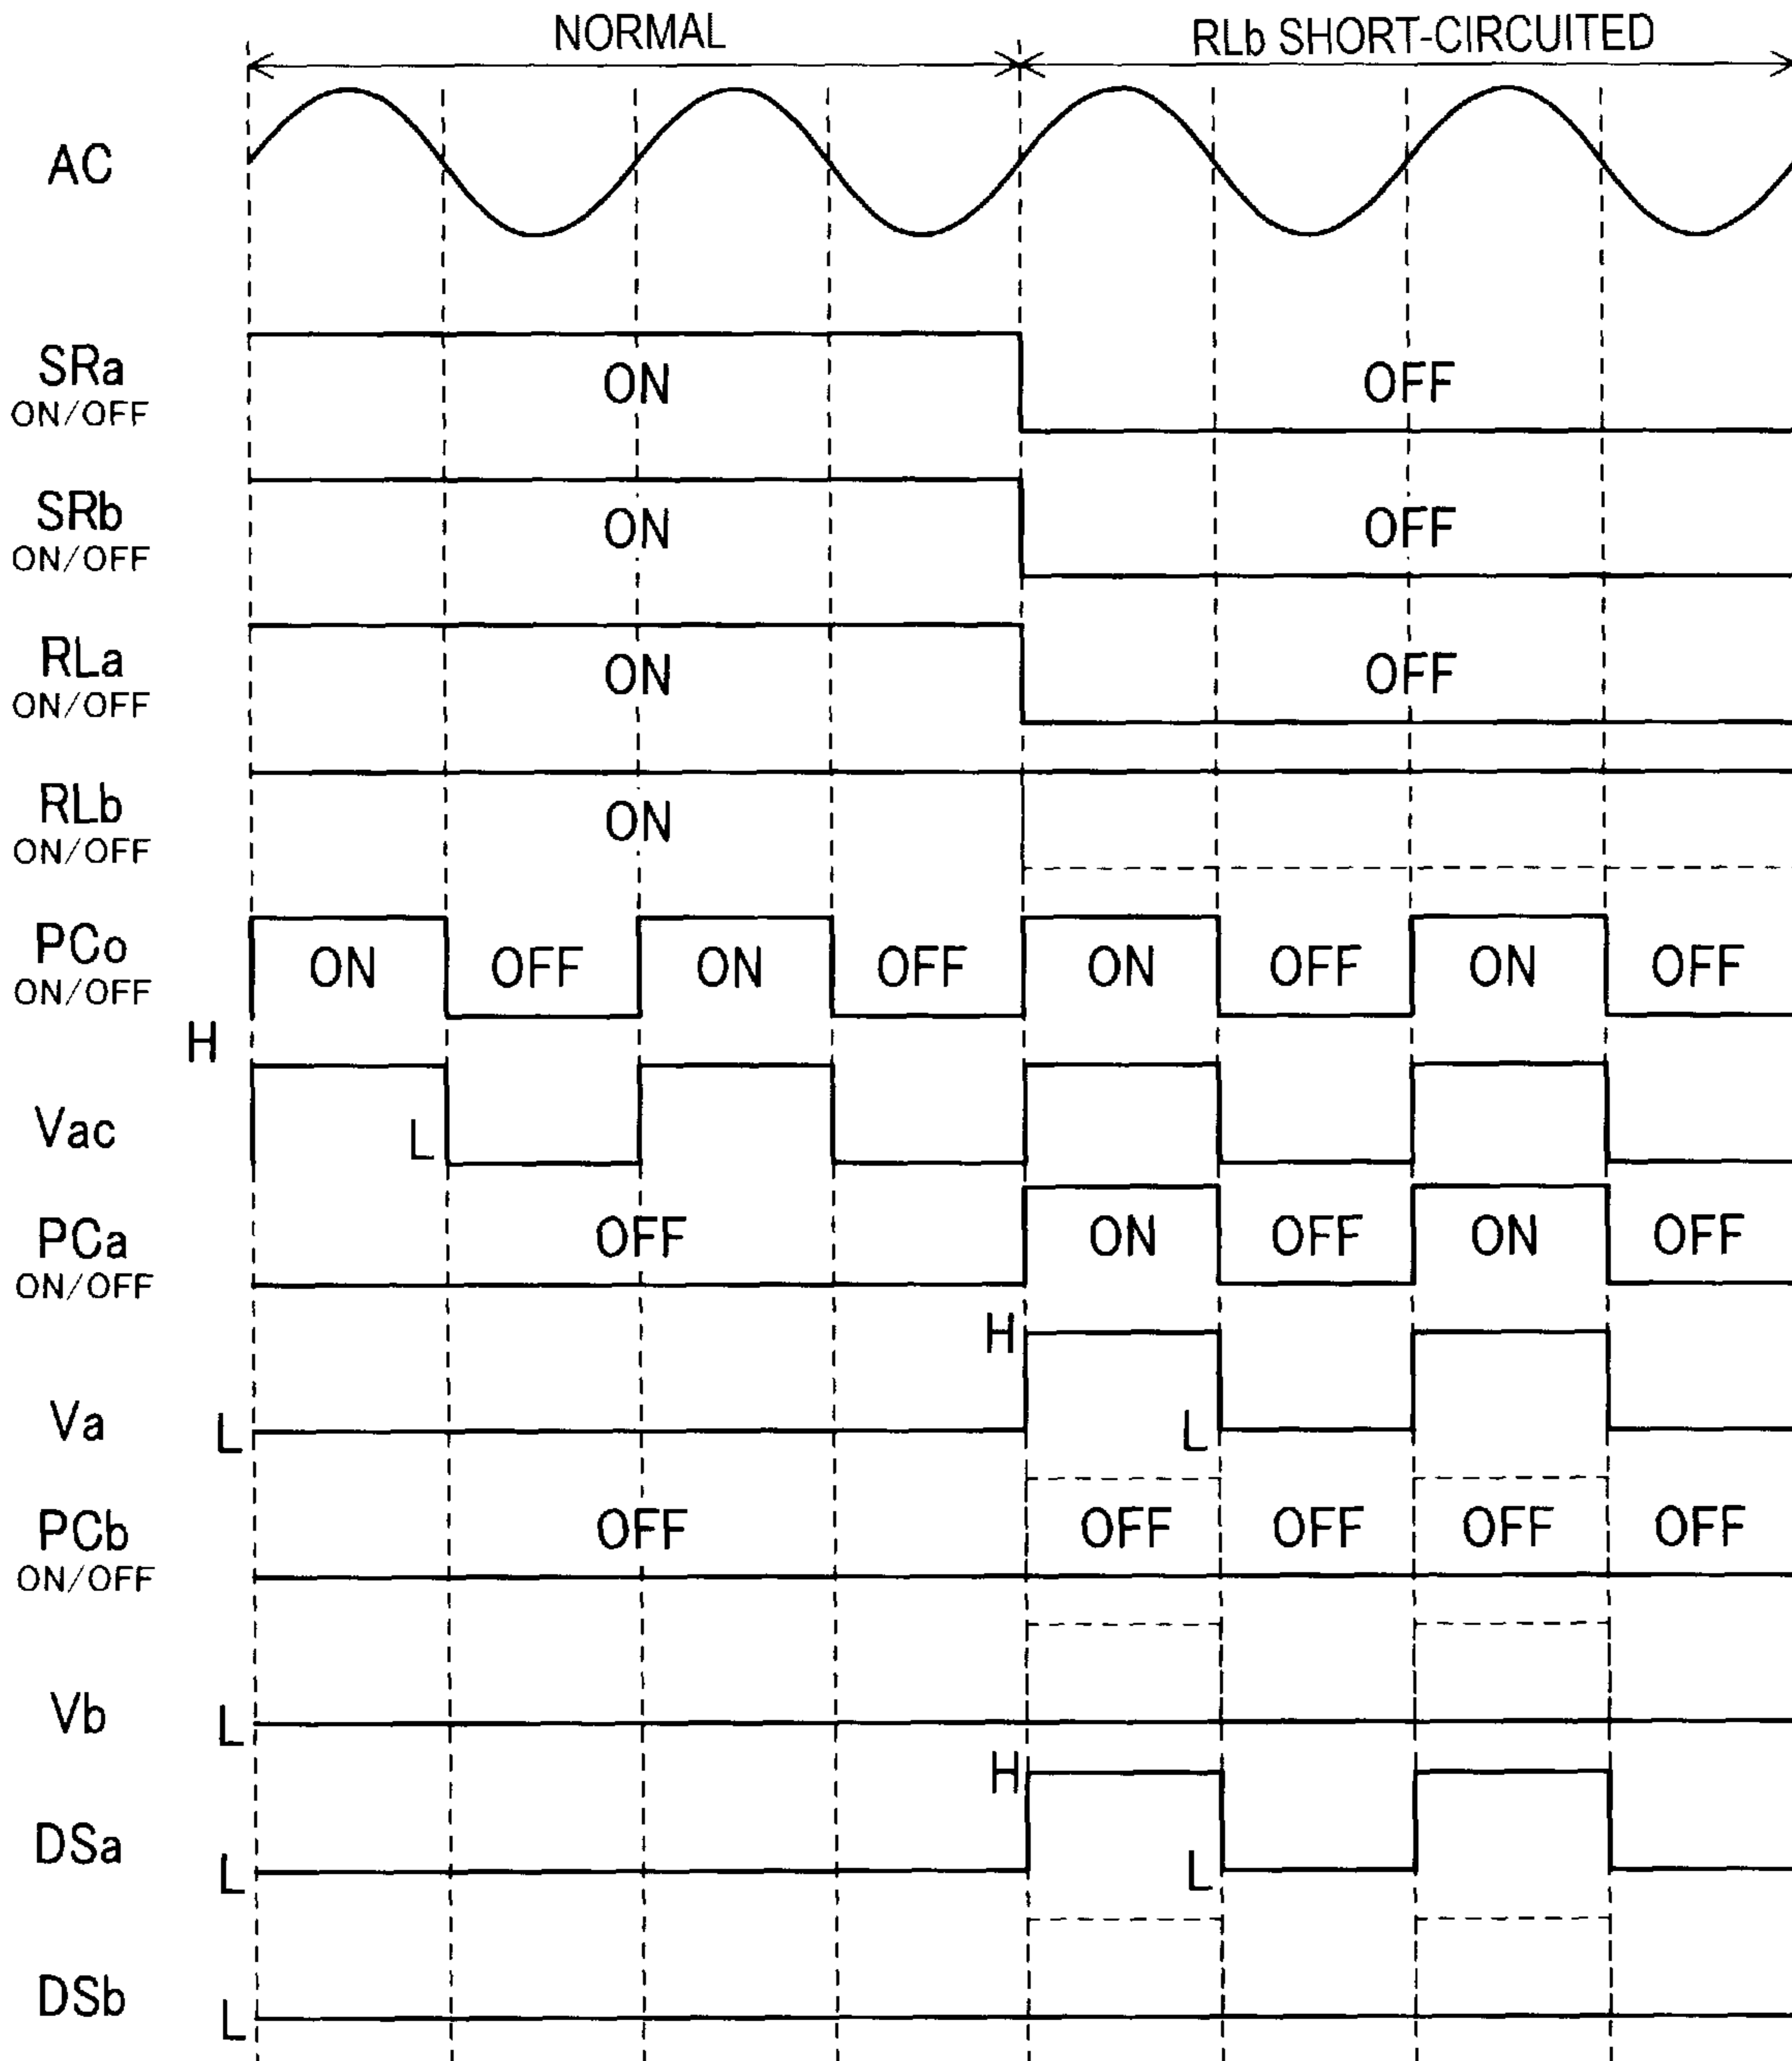 NORMAL
RLb SHORT-CIRCUITED
AC
SRa
ON/OFF
ON
OFF
SRb
ON/OFF
ON
OFF
RLa
ON/OFF
ON
OFF
RLb
ON/OFF
ON
PCo
ON/OFF
ON OFF ON OFF ON OFF ON OFF
H
Vac
L
PCa
ON/OFF
OFF
ON OFF ON OFF
H
Va
L
L
PCb
ON/OFF
OFF
OFF OFF OFF OFF
Vb
L
H
DSa
L
L
DSb
L